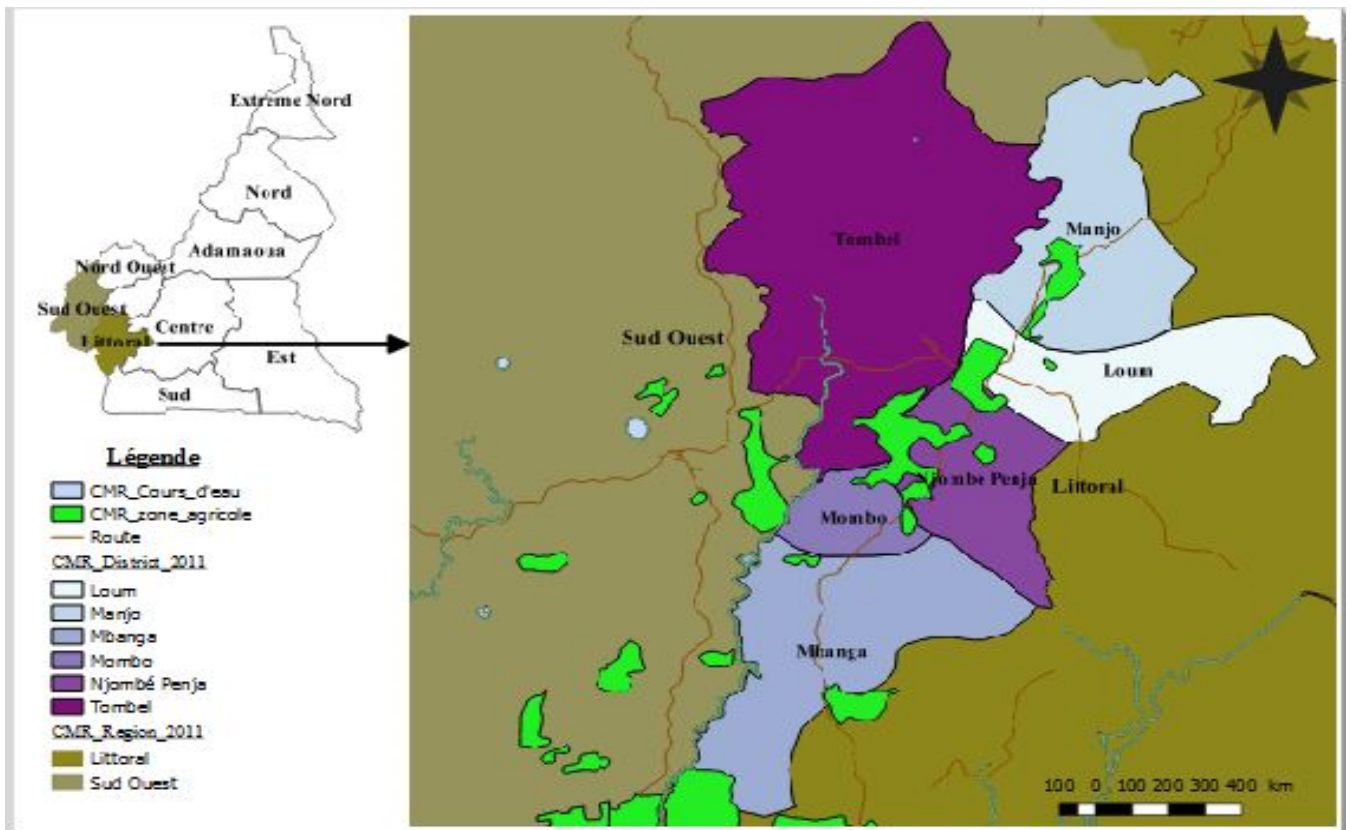 Extreme Nord
Nord
Adamaoua
Nord Ouest
Sud Ouest
Littoral
Centre
Est
Sud
Légende
CMR_Cours_d'eau
CMR_zone_agricole
Route
CMR_District_2011
Loum
Manjo
Mbanga
Mombo
Njombé Penja
Tombel
CMR_Region_2011
Littoral
Sud Ouest
Tombel
Manjo
Sud Ouest
Loum
Njombe Penja
Littoral
Mombo
Mbanga
100 0 100 200 300 400 km